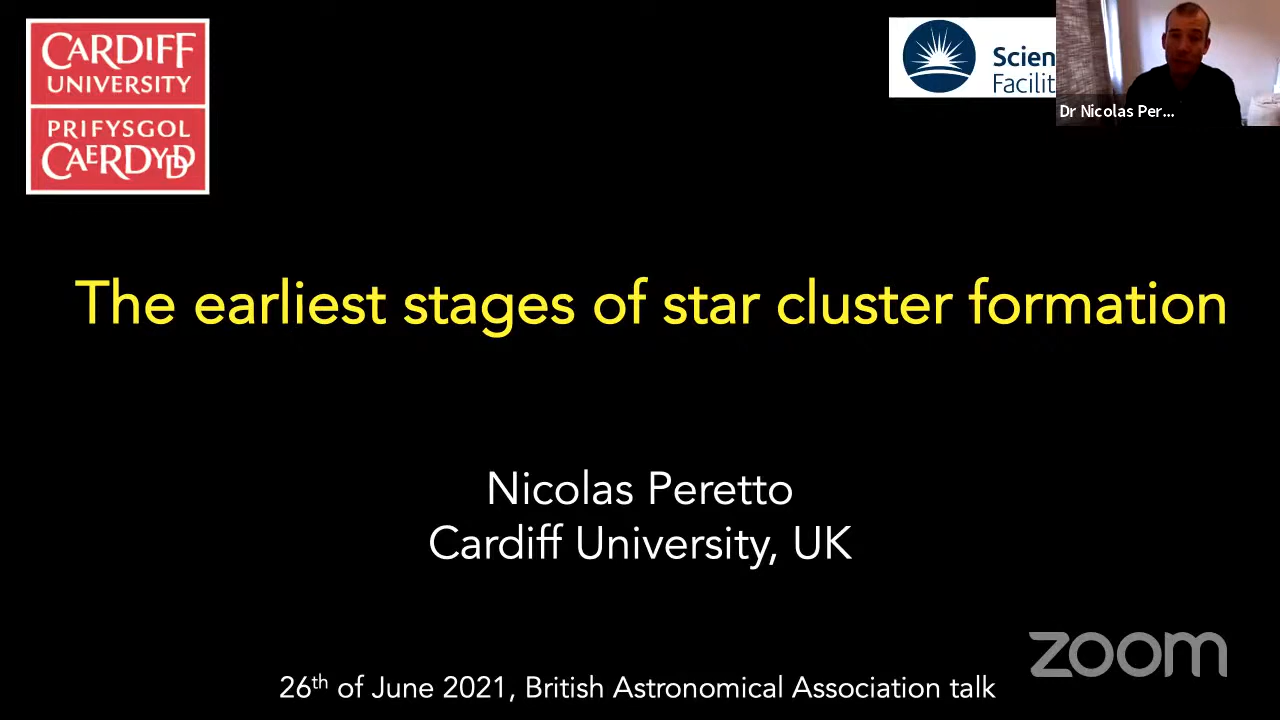 CARDIFF
UNIVERSITY
PRIFYSGOL
CAERDYDD
Scien
Facilit
Dr Nicolas Per...
The earliest stages of star cluster formation
Nicolas Peretto
Cardiff University, UK
zoom
26th of June 2021, British Astronomical Association talk